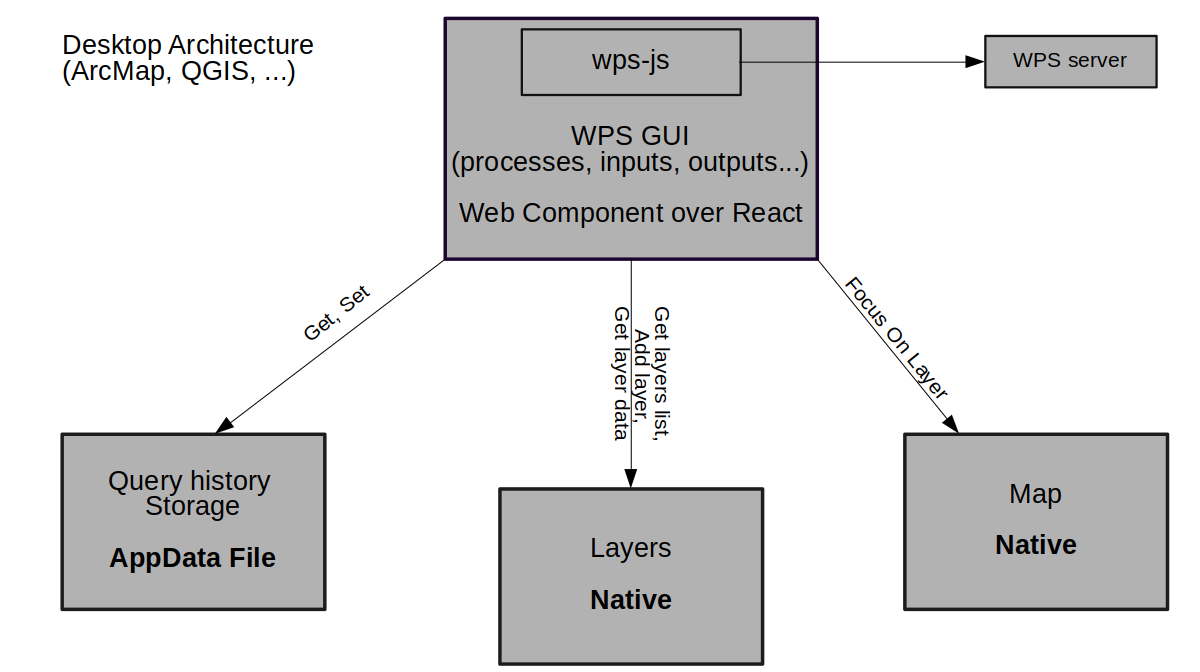 Desktop Architecture
(ArcMap, QGIS, ...)
wps-js
WPS server
WPS GUI
(processes, inputs, outputs...)
Web Component over React
Get, Set
Get layers list,
Add layer,
Get layer data
Focus On Layer
Query history
Storage
AppData File
Layers
Native
Map
Native